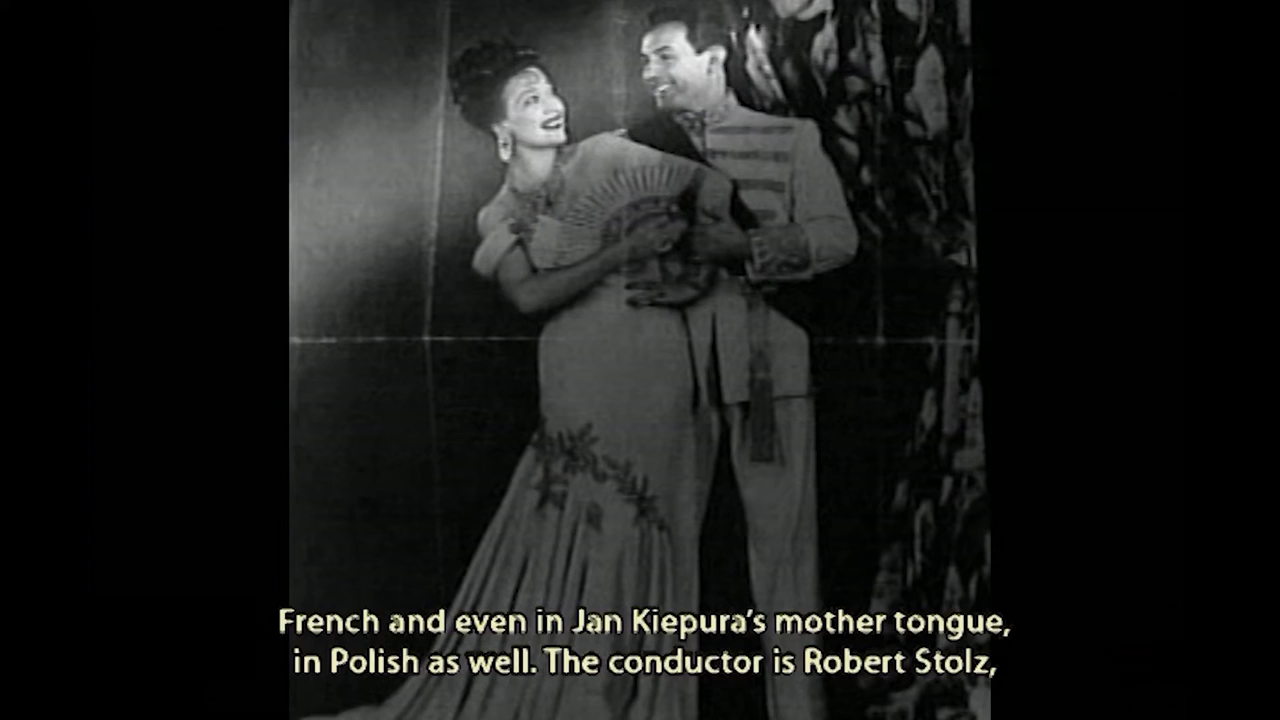 French and even in Jan Kiepura's mother tongue,
in Polish as well. The conductor is Robert Stolz,